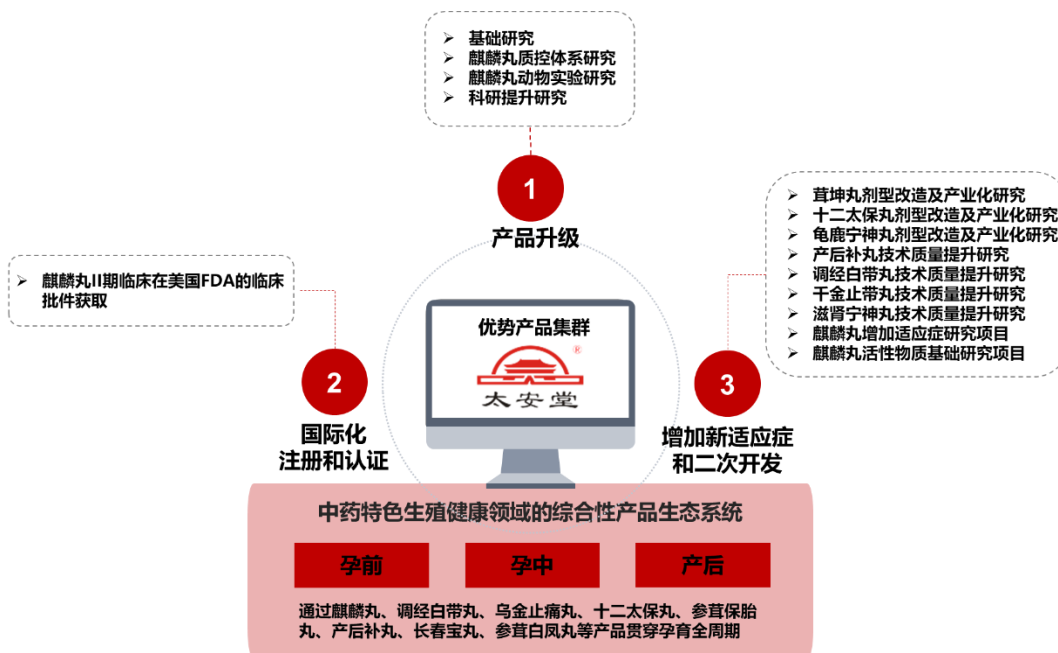 ➢ 基础研究
➢ 麒麟丸质控体系研究
➢ 麒麟丸动物实验研究
➢ 科研提升研究
1
产品升级
➢ 麒麟丸II期临床在美国FDA的临床
批件获取
2
国际化
注册和认证
➢ 茸坤丸剂型改造及产业化研究
➢ 十二太保丸剂型改造及产业化研究
➢ 龟鹿宁神丸剂型改造及产业化研究
➢ 产后补丸技术质量提升研究
➢ 调经白带丸技术质量提升研究
➢ 千金止带丸技术质量提升研究
➢ 滋肾宁神丸技术质量提升研究
➢ 麒麟丸增加适应症研究项目
➢ 麒麟丸活性物质基础研究项目
3
增加新适应症
和二次开发
优势产品集群
®
太安堂
中药特色生殖健康领域的综合性产品生态系统
孕前
孕中
产后
通过麒麟丸、调经白带丸、乌金止痛丸、十二太保丸、参茸保胎
丸、产后补丸、长春宝丸、参茸白凤丸等产品贯穿孕育全周期